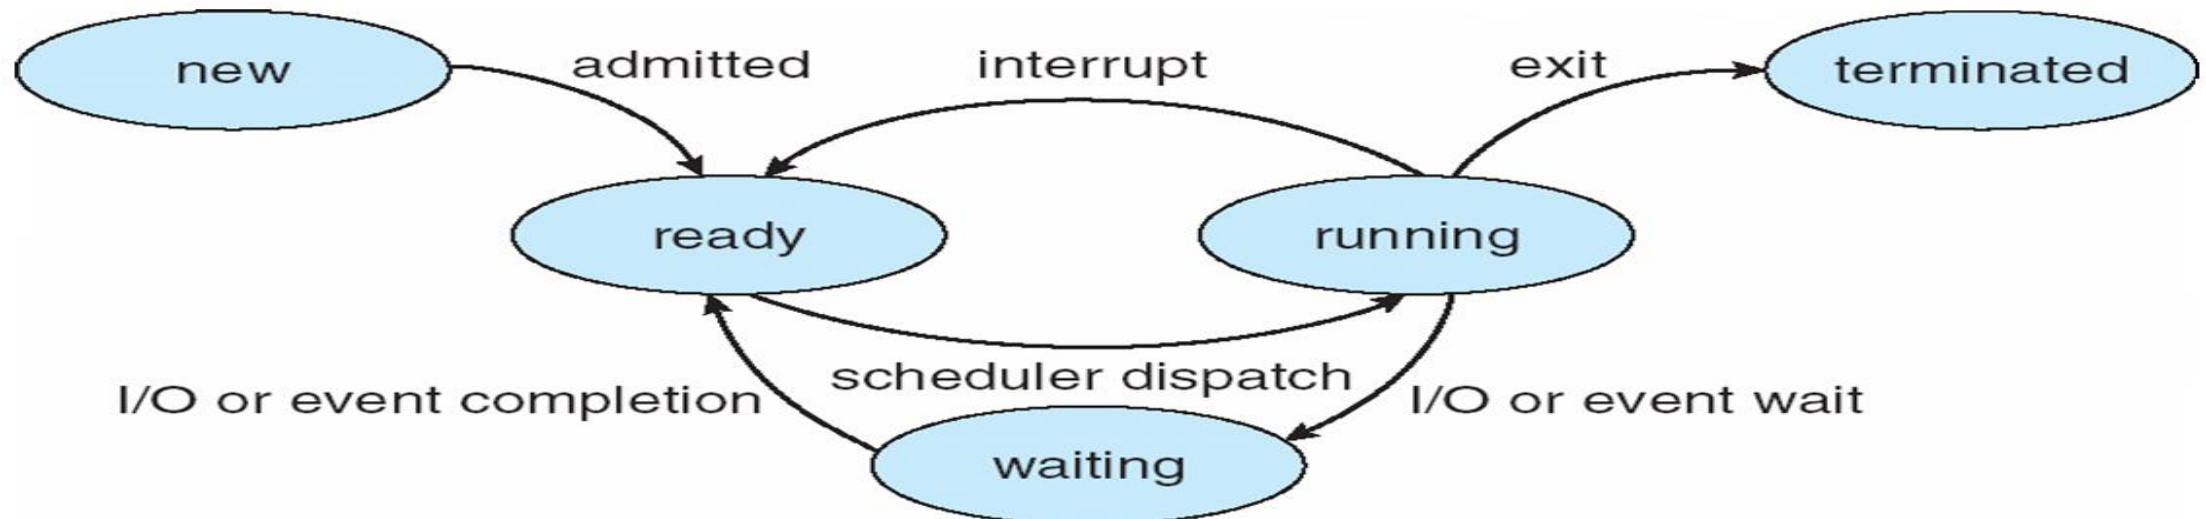 new
admitted
interrupt
exit
terminated
ready
running
I/O or event completion
scheduler dispatch
I/O or event wait
waiting